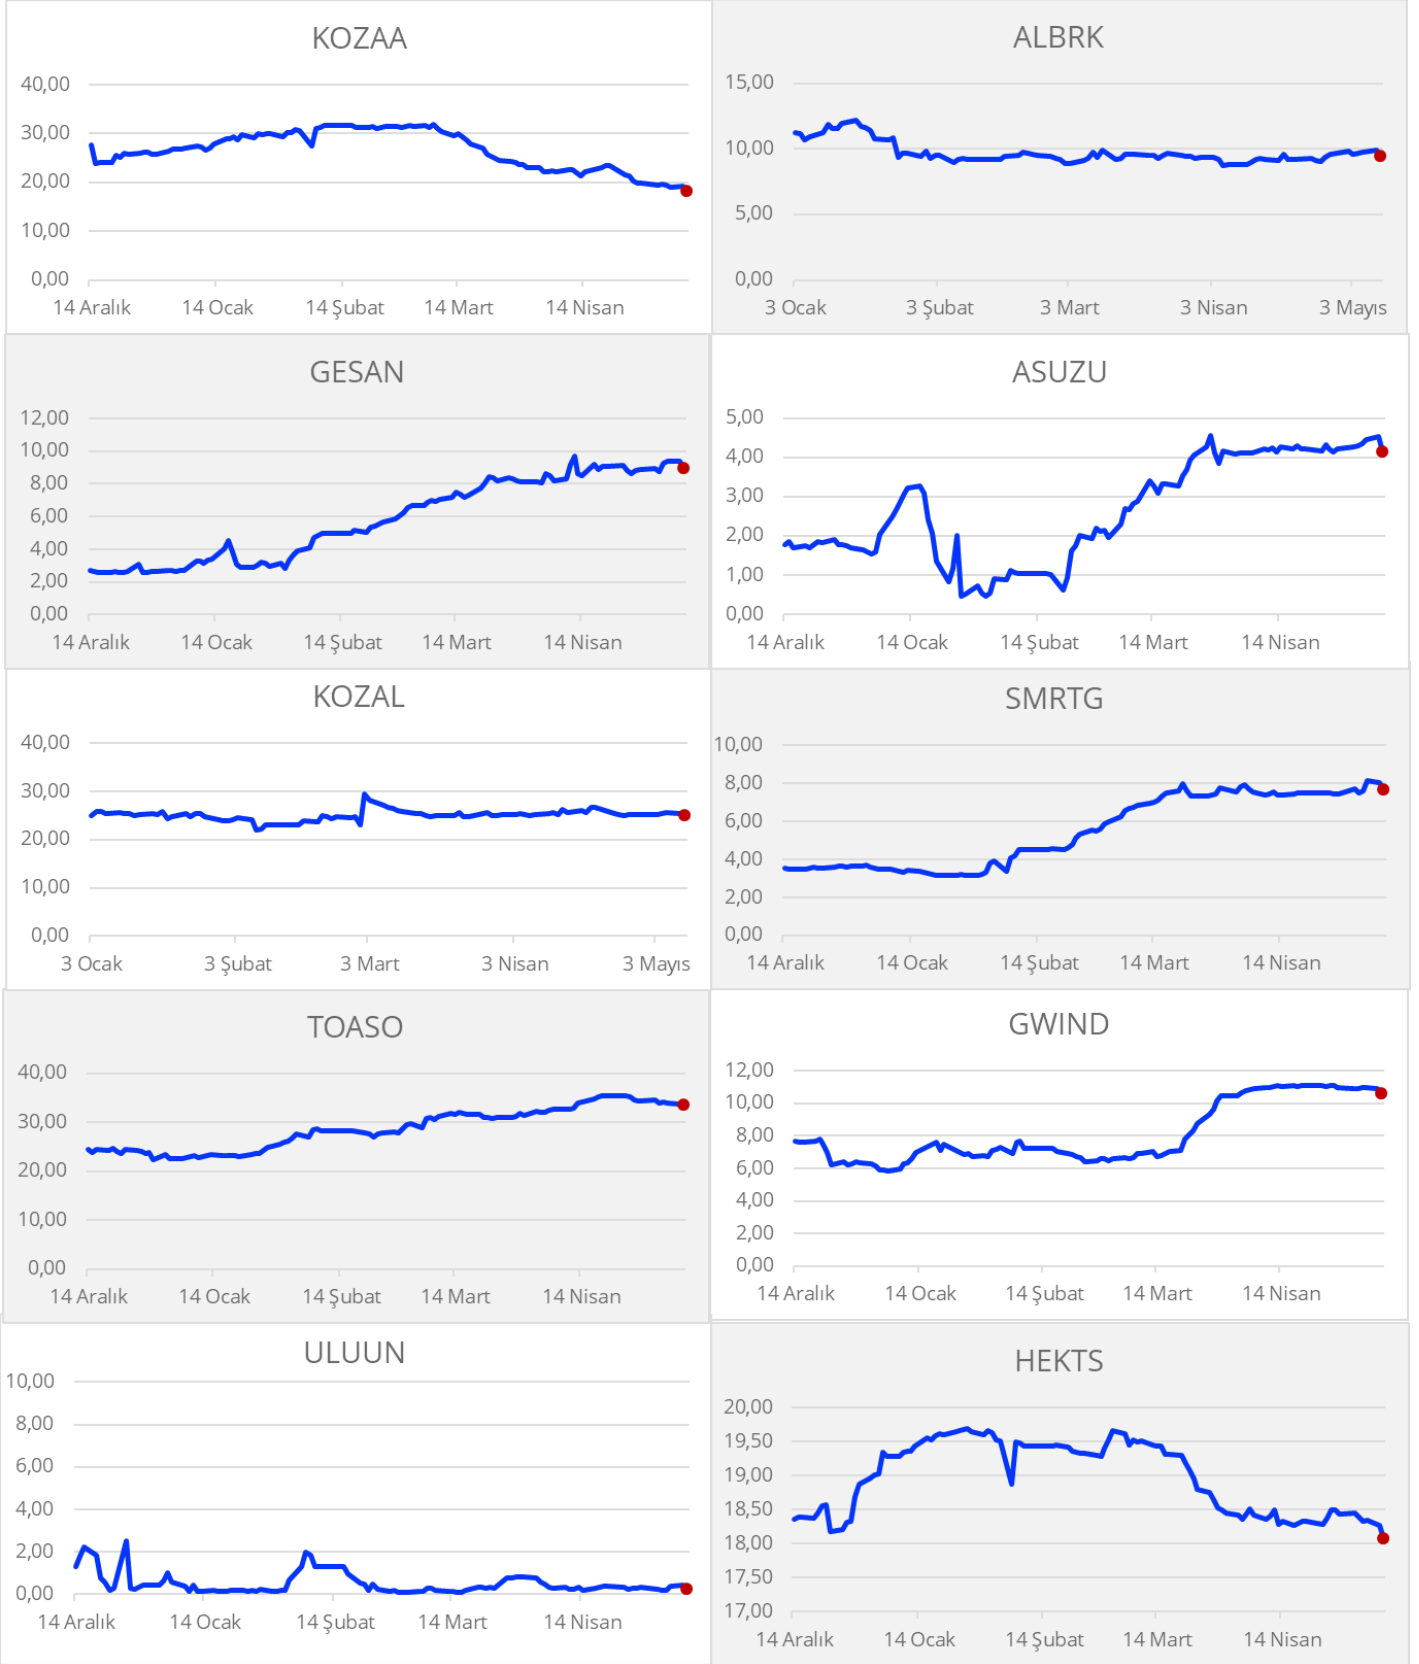 KOZAA
40,00
30,00
20,00
10,00
0,00
14 Aralık 14 Ocak 14 Şubat 14 Mart 14 Nisan
ALBRK
15,00
10,00
5,00
0,00
3 Ocak 3 Şubat 3 Mart 3 Nisan 3 Mayıs
GESAN
12,00
10,00
8,00
6,00
4,00
2,00
0,00
14 Aralık 14 Ocak 14 Şubat 14 Mart 14 Nisan
ASUZU
5,00
4,00
3,00
2,00
1,00
0,00
14 Aralık 14 Ocak 14 Şubat 14 Mart 14 Nisan
KOZAL
40,00
30,00
20,00
10,00
0,00
3 Ocak 3 Şubat 3 Mart 3 Nisan 3 Mayıs
SMRTG
10,00
8,00
6,00
4,00
2,00
0,00
14 Aralık 14 Ocak 14 Şubat 14 Mart 14 Nisan
TOASO
40,00
30,00
20,00
10,00
0,00
14 Aralık 14 Ocak 14 Şubat 14 Mart 14 Nisan
GWIND
12,00
10,00
8,00
6,00
4,00
2,00
0,00
14 Aralık 14 Ocak 14 Şubat 14 Mart 14 Nisan
ULUUN
10,00
8,00
6,00
4,00
2,00
0,00
14 Aralık 14 Ocak 14 Şubat 14 Mart 14 Nisan
HEKTS
20,00
19,50
19,00
18,50
18,00
17,50
17,00
14 Aralık 14 Ocak 14 Şubat 14 Mart 14 Nisan